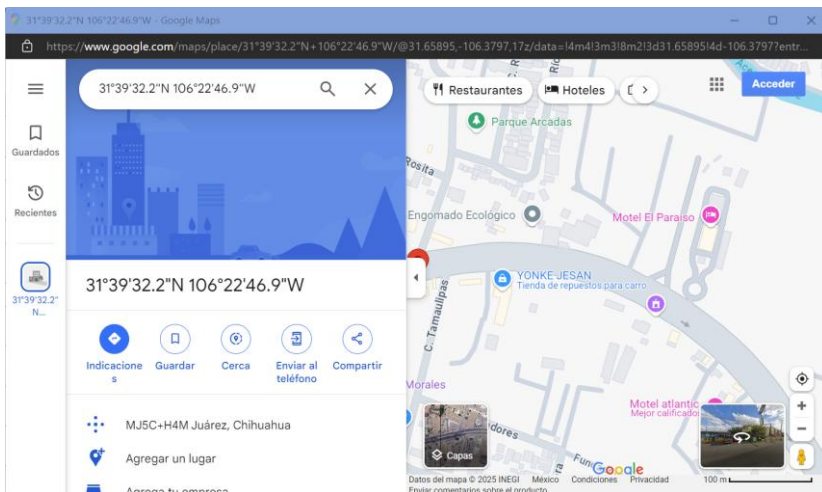 31°39'32.2"N 106°22'46.9"W - Google Maps
https://www.google.com/maps/place/31°39'32.2"N+106°22'46.9"W/@31.65895,-106.3797,17z/data=!4m4!3m3!8m2!3d31.65895!4d-106.3797?entr...
31°39'32.2"N 106°22'46.9"W
Guardados
Recientes
31°39'32.2"
N...
31°39'32.2"N 106°22'46.9"W
Indicacione
s
Guardar
Cerca
Enviar al
teléfono
Compartir
MJ5C+H4M Juárez, Chihuahua
Agregar un lugar
Agrega tu empresa
Restaurantes
Hoteles
Acceder
Parque Arcadas
Rosita
Engomado Ecológico
Motel El Paraiso
YONKE JESAN
Tienda de repuestos para carro
C. Tamaulipas
Morales
Motel atlantic
Mejor calificado
Capas
Google
Datos del mapa © 2025 INEGI
México
Condiciones
Privacidad
100 m
Enviar comentarios sobre el producto